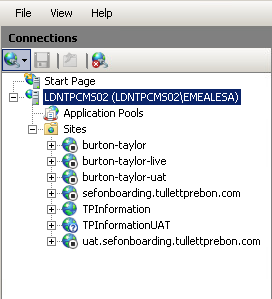 File View Help
Connections
Start Page
LDNTPCMS02 (LDNTPCMS02\EMEALESA)
Application Pools
Sites
burton-taylor
burton-taylor-live
burton-taylor-uat
sefonboarding.tullettprebon.com
TPInformation
TPInformationUAT
uat.sefonboarding.tullettprebon.com